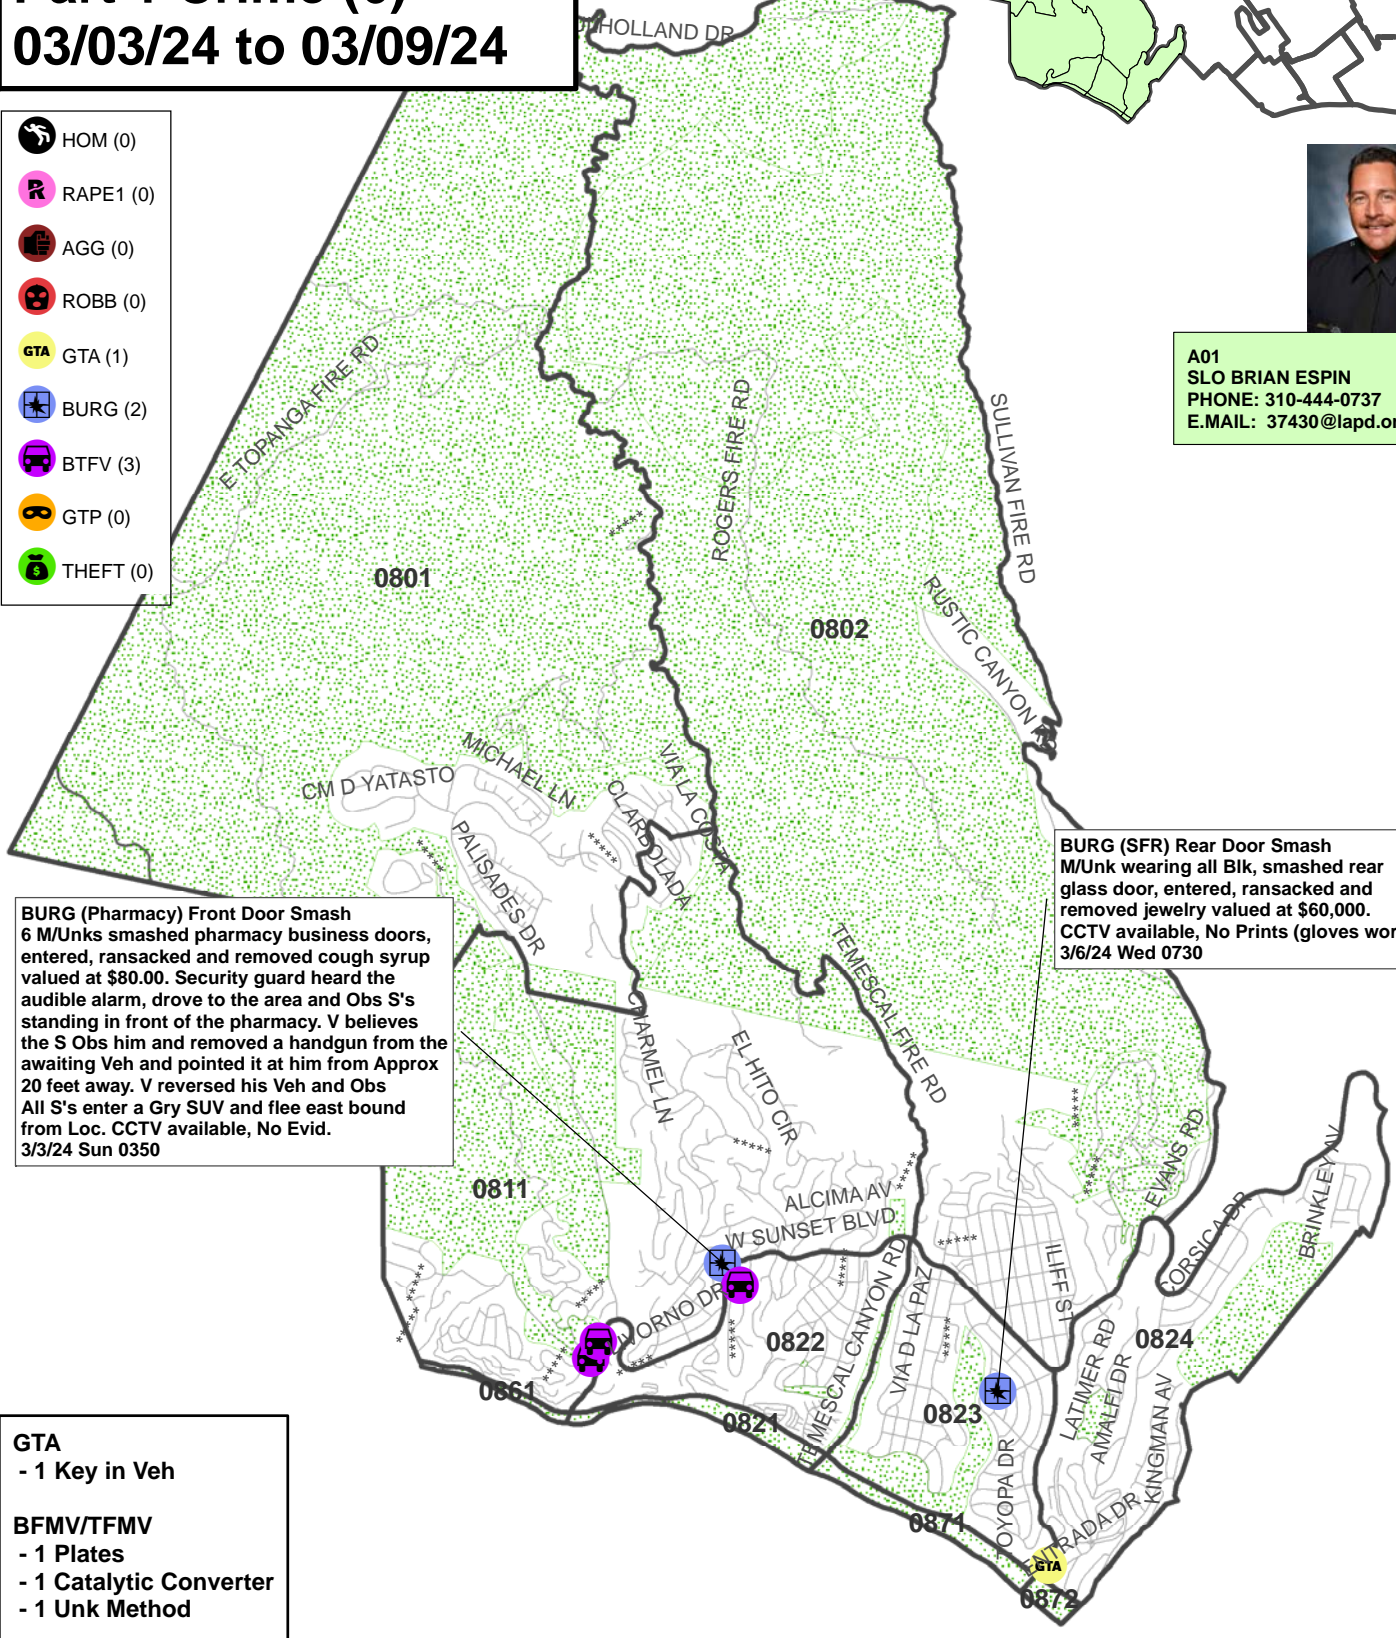 03/03/24 to 03/09/24
HOM (0)
RAPE1 (0)
AGG (0)
ROBB (0)
GTA GTA (1)
BURG (2)
BTFV (3)
GTP (0)
THEFT (0)
HOLLAND DR
A01
SLO BRIAN ESPIN
PHONE: 310-444-0737
E.MAIL: 37430@lapd.or
E TOPANGA FIRE RD
ROGERS FIRE RD
SULLIVAN FIRE RD
*****
0801
0802
RUSTIC CANYON RD
CM D YATASTO
MICHAEL LN
VIA LA COSTA
CLARBOLADA
PALISADES DR
*****
*****
BURG (SFR) Rear Door Smash
M/Unk wearing all Blk, smashed rear
glass door, entered, ransacked and
removed jewelry valued at $60,000.
CCTV available, No Prints (gloves wor
3/6/24 Wed 0730
BURG (Pharmacy) Front Door Smash
6 M/Unks smashed pharmacy business doors,
entered, ransacked and removed cough syrup
valued at $80.00. Security guard heard the
audible alarm, drove to the area and Obs S's
standing in front of the pharmacy. V believes
the S Obs him and removed a handgun from the
awaiting Veh and pointed it at him from Approx
20 feet away. V reversed his Veh and Obs
All S's enter a Gry SUV and flee east bound
from Loc. CCTV available, No Evid.
3/3/24 Sun 0350
TEMESCAL FIRE RD
CHARMEL LN
EL HITO CIR
*****
*****
*****
*****
EVANS RD
BRINKLEY AV
CORSICA DR
0811
ALCIMA AV
W SUNSET BLVD
*****
ILIFF ST
*****
*****
*****
*****
*****
VORNO DR
TEMESCAL CANYON RD
VIA D LA PAZ
*****
*****
*****
*****
0822
0824
LATIMER RD
AMALFI DR
KINGMAN AV
0861
0821
0823
TOYOPA DR
ENTRADA DR
0871
GTA
0872
GTA
- 1 Key in Veh
BFMV/TFMV
- 1 Plates
- 1 Catalytic Converter
- 1 Unk Method